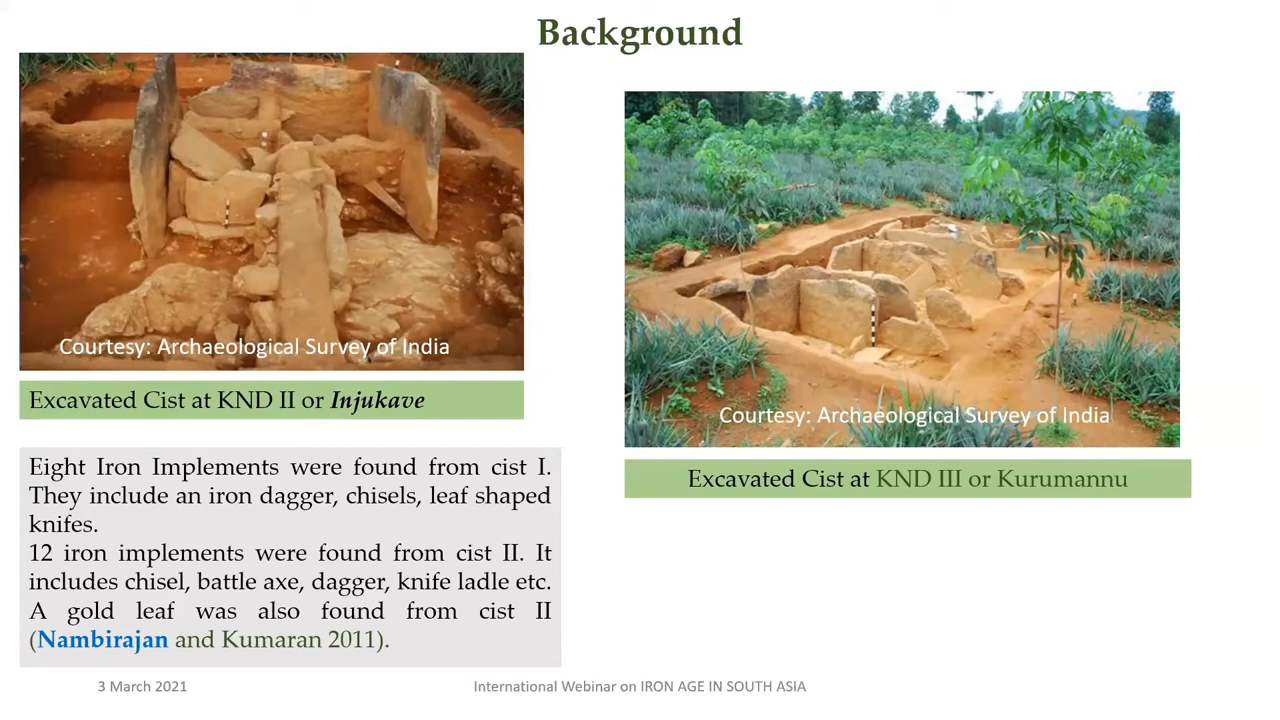 Background
Courtesy: Archaeological Survey of India
Excavated Cist at KND II or Injukave
Eight Iron Implements were found from cist I.
They include an iron dagger, chisels, leaf shaped
knifes.
12 iron implements were found from cist II. It
includes chisel, battle axe, dagger, knife ladle etc.
A gold leaf was also found from cist II
(Nambirajan and Kumaran 2011).
Courtesy: Archaeological Survey of India
Excavated Cist at KND III or Kurumannu
3 March 2021
International Webinar on IRON AGE IN SOUTH ASIA